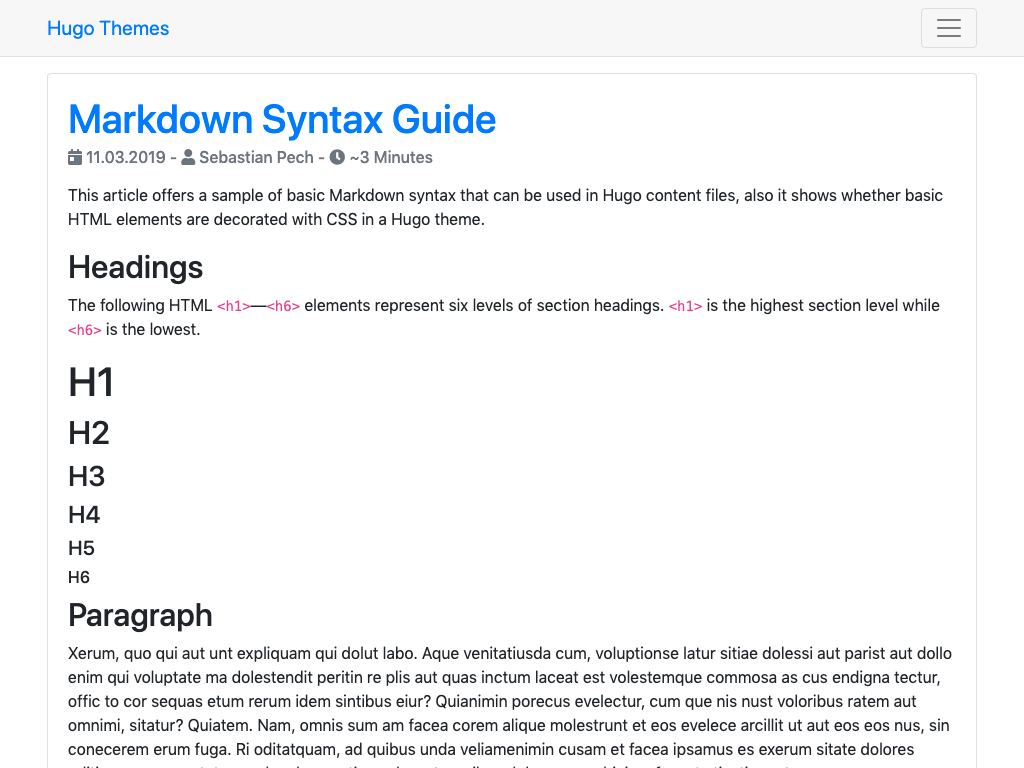 Hugo Themes
Markdown Syntax Guide
11.03.2019 - Sebastian Pech - ~3 Minutes
This article offers a sample of basic Markdown syntax that can be used in Hugo content files, also it shows whether basic
HTML elements are decorated with CSS in a Hugo theme.
Headings
The following HTML <h1>—<h6> elements represent six levels of section headings. <h1> is the highest section level while
<h6> is the lowest.
H1
H2
H3
H4
H5
H6
Paragraph
Xerum, quo qui aut unt expliquam qui dolut labo. Aque venitatiusda cum, voluptionse latur sitiae dolessi aut parist aut dollo
enim qui voluptate ma dolestendit peritin re plis aut quas inctum laceat est volestemque commosa as cus endigna tectur,
offic to cor sequas etum rerum idem sintibus eiur? Quianimin porecus evelectur, cum que nis nust voloribus ratem aut
omnimi, sitatur? Quiatem. Nam, omnis sum am facea corem alique molestrunt et eos evelece arcillit ut aut eos eos nus, sin
conecerem erum fuga. Ri oditatquam, ad quibus unda veliamenimin cusam et facea ipsamus es exerum sitate dolores